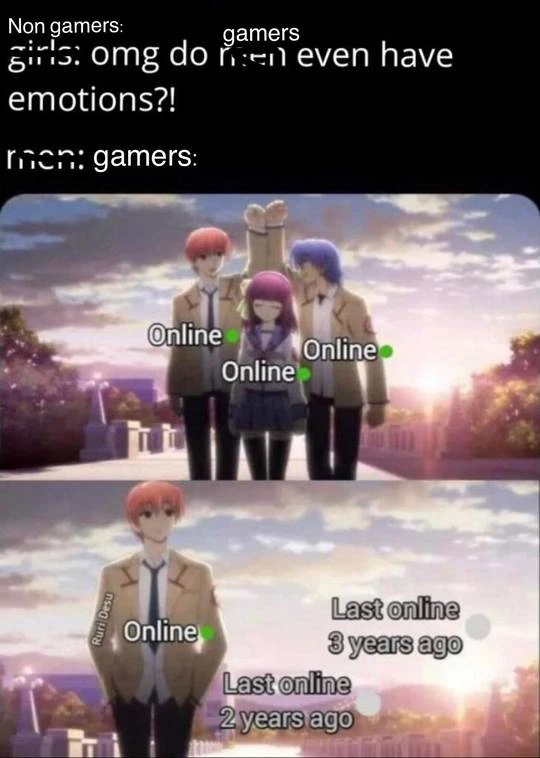 Non gamers:
gamers
girls: omg do men even have
emotions?!
men: gamers:
Online
Online
Online
Ruri Desu
Online
Last online
3 years ago
Last online
2 years ago